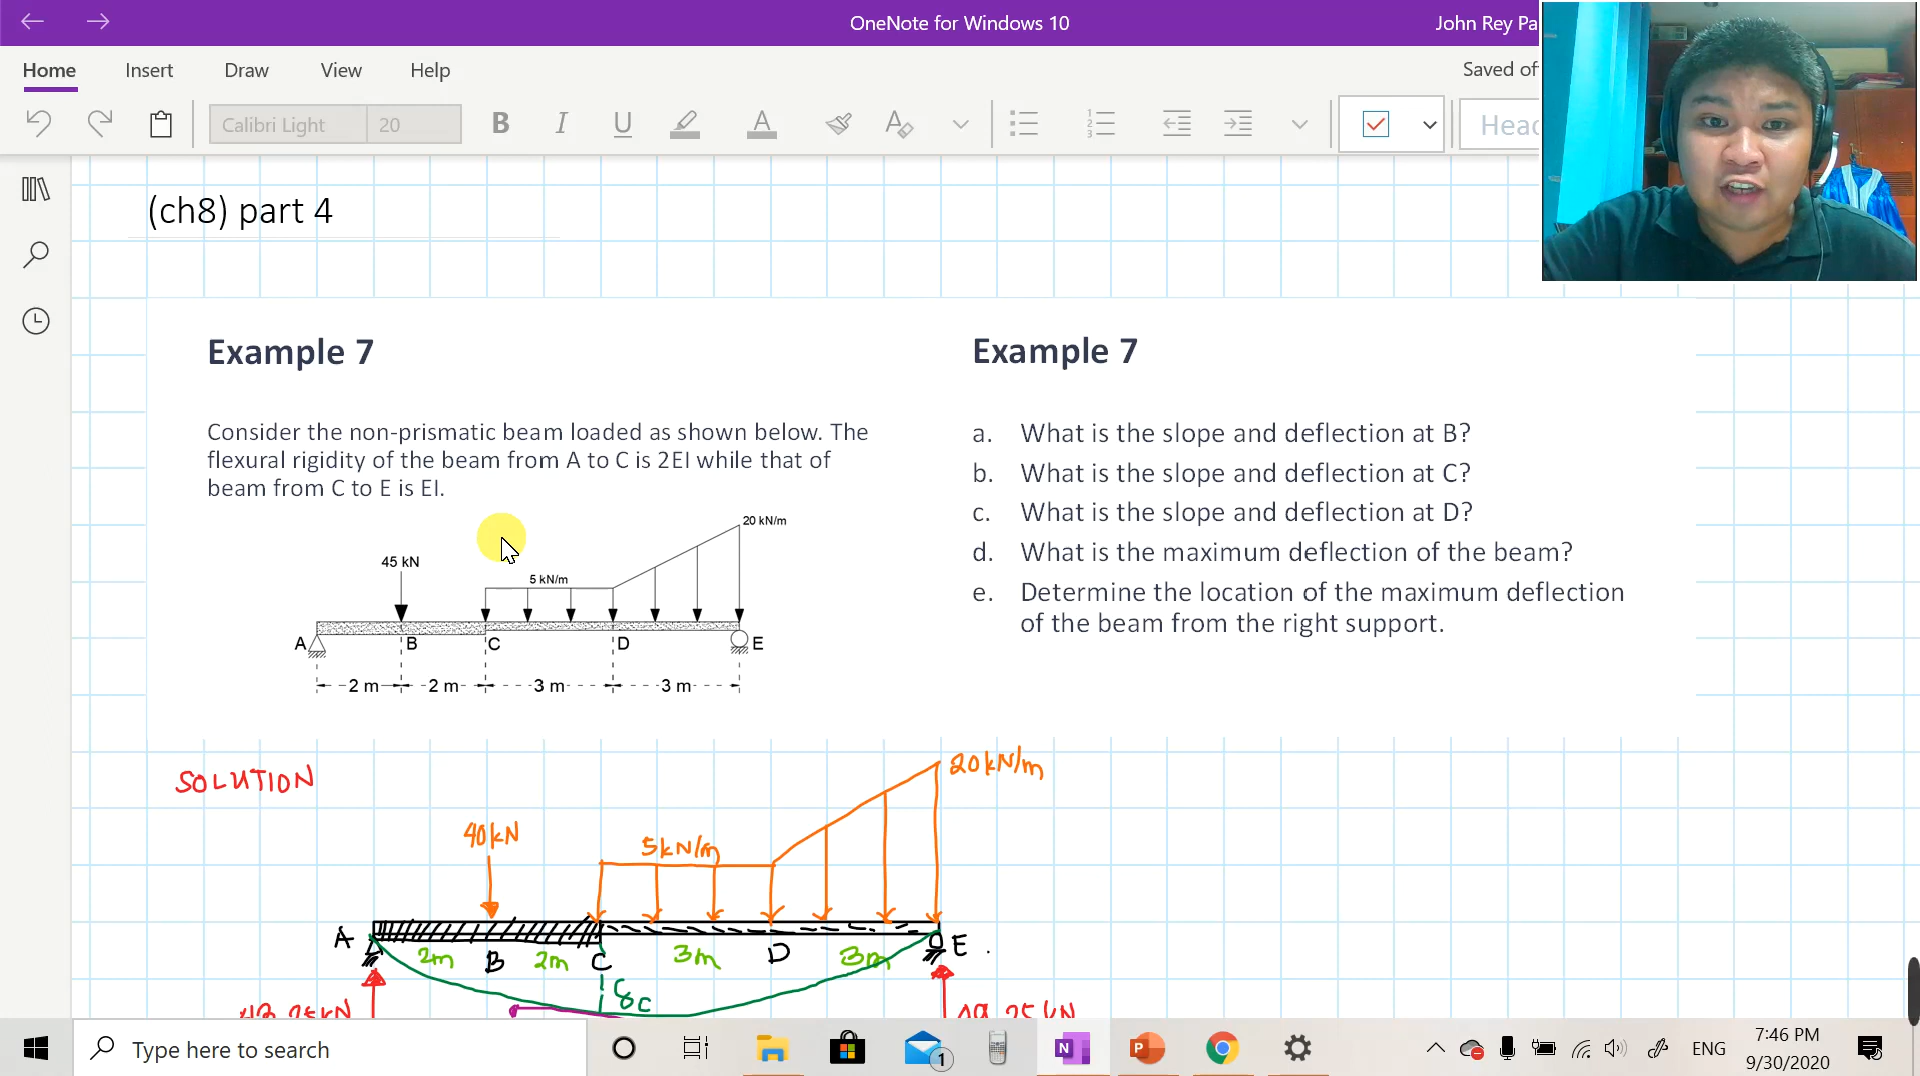 OneNote for Windows 10
John Rey Pa
Home
Insert
Draw
View
Help
Saved of
Calibri Light
20
B
I
U
A
A
Head
(ch8) part 4
Example 7
Consider the non-prismatic beam loaded as shown below. The
flexural rigidity of the beam from A to C is 2EI while that of
beam from C to E is EI.
20 kN/m
45 kN
5 kN/m
A
B
C
D
E
2 m
2 m
3 m
3 m
Example 7
a. What is the slope and deflection at B?
b. What is the slope and deflection at C?
c. What is the slope and deflection at D?
d. What is the maximum deflection of the beam?
e. Determine the location of the maximum deflection
of the beam from the right support.
SOLUTION
20kN/m
40kN
5kN/m
A
2m
B
2m
C
3m
D
3m
E
δC
Type here to search
1
N
P
ENG
7:46 PM
9/30/2020